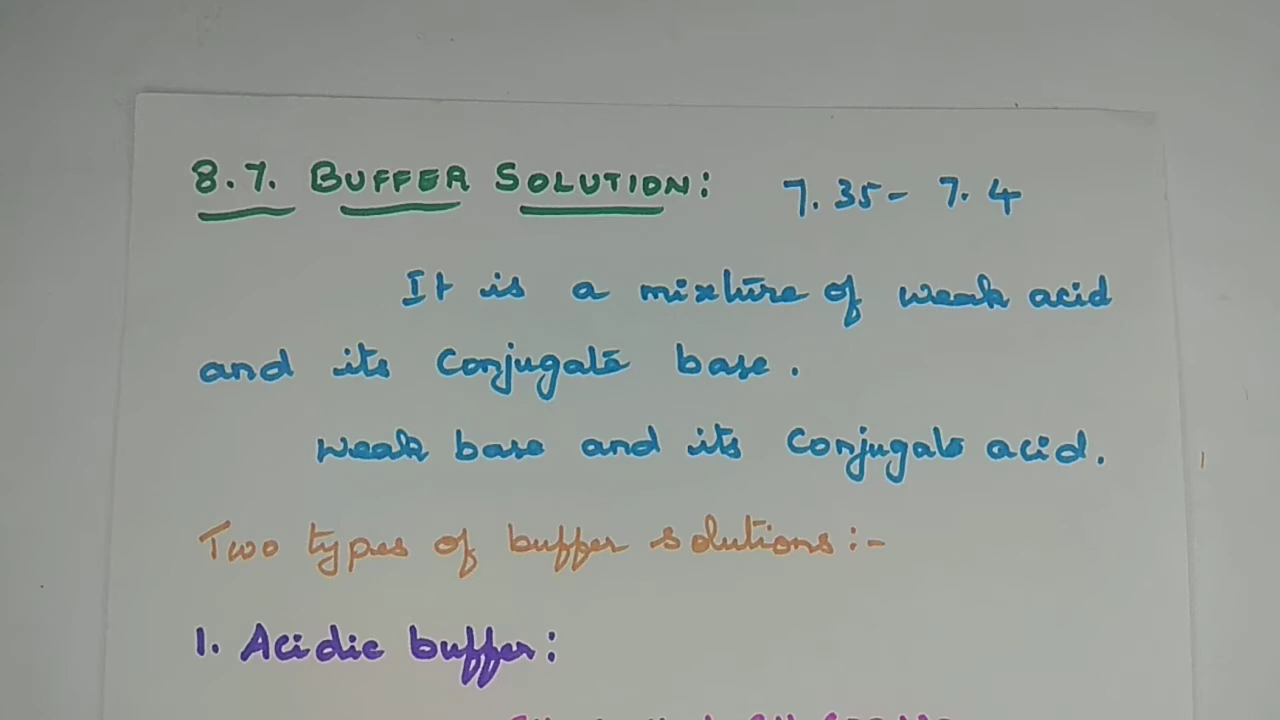 8.7. BUFFER SOLUTION: 7.35- 7.4
It is a mixture of weak acid
and its Conjugate base.
weak base and its Conjugate acid.
Two types of buffer solutions:-
1. Acidic buffer: